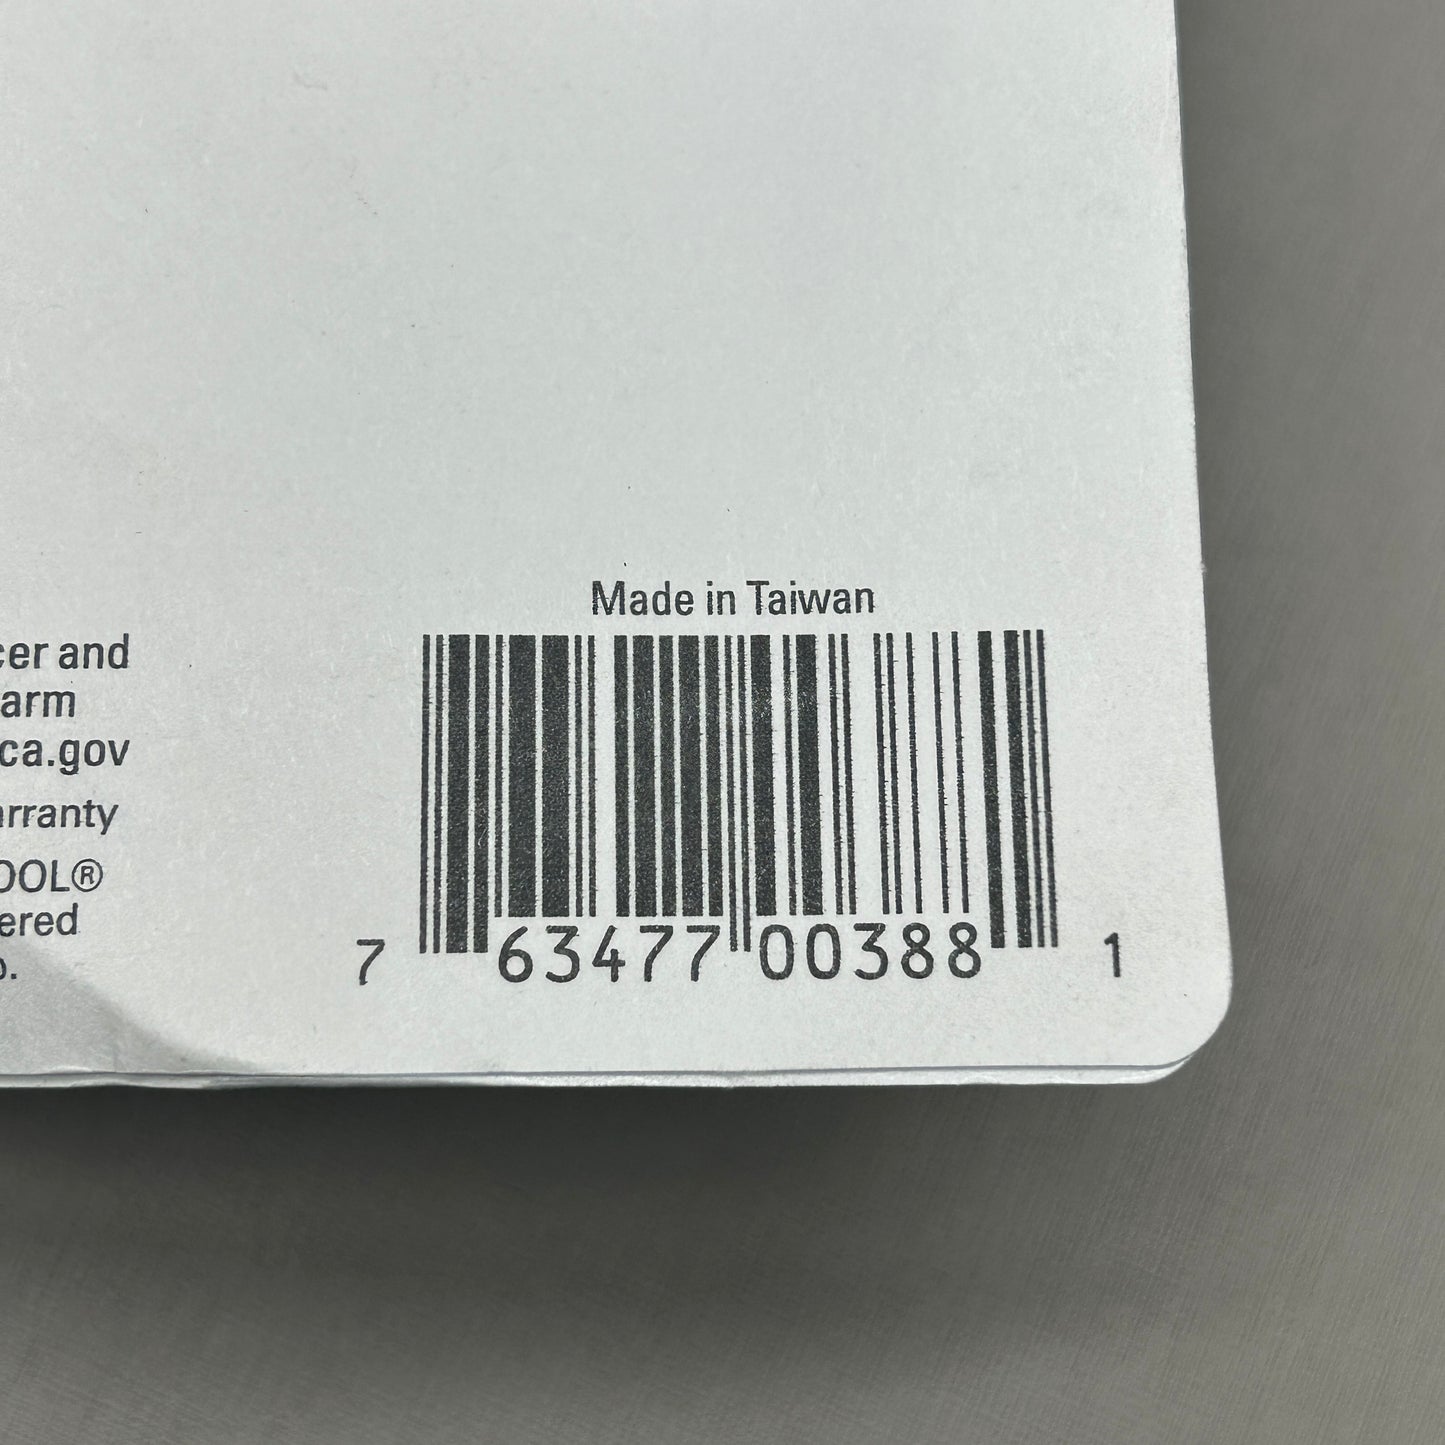 Made in Taiwan
cer and
arm
ca.gov
arranty
OOL®
ered
7 63477 00388 1